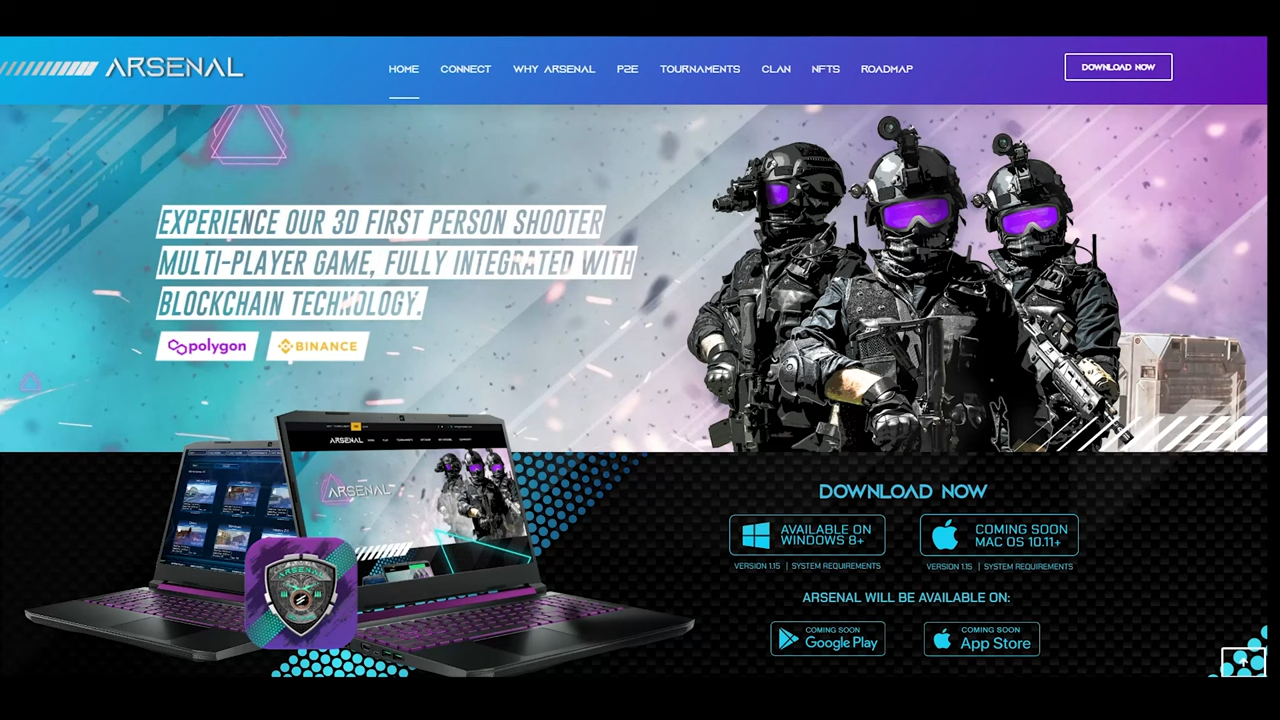 ARSENAL
HOME CONNECT WHY ARSENAL P2E TOURNAMENTS CLAN NFTS ROADMAP
DOWNLOAD NOW
EXPERIENCE OUR 3D FIRST PERSON SHOOTER
MULTI-PLAYER GAME, FULLY INTEGRATED WITH
BLOCKCHAIN TECHNOLOGY.
polygon BINANCE
ARSENAL
ARSENAL
ARSENAL
DOWNLOAD NOW
AVAILABLE ON
WINDOWS 8+
COMING SOON
MAC OS 10.11+
VERSION 1.15 | SYSTEM REQUIREMENTS
VERSION 1.15 | SYSTEM REQUIREMENTS
ARSENAL WILL BE AVAILABLE ON:
COMING SOON
Google Play
COMING SOON
App Store